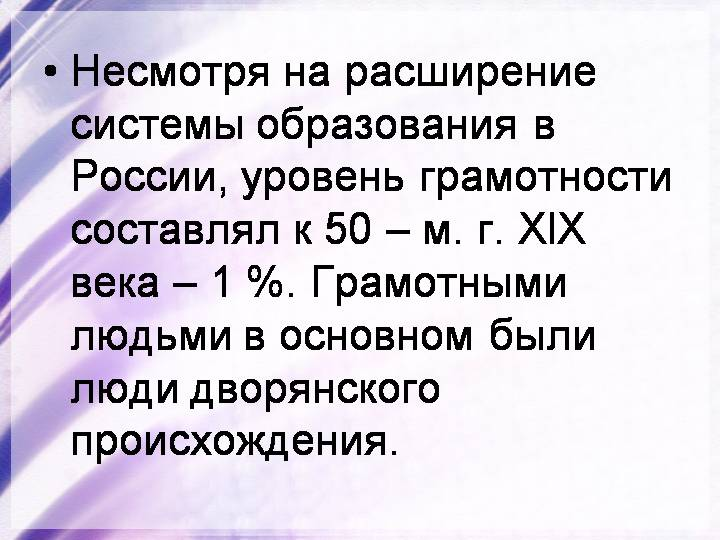 • Несмотря на расширение
системы образования в
России, уровень грамотности
составлял к 50 – м. г. XIX
века – 1 %. Грамотными
людьми в основном были
люди дворянского
происхождения.